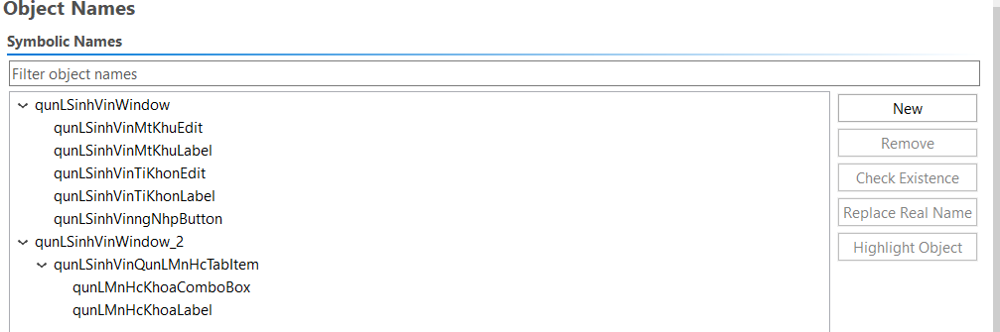 Object Names
Symbolic Names
Filter object names
qunLSinhVinWindow
qunLSinhVinMtKhuEdit
qunLSinhVinMtKhuLabel
qunLSinhVinTiKhonEdit
qunLSinhVinTiKhonLabel
qunLSinhVinngNhpButton
qunLSinhVinWindow_2
qunLSinhVinQunLMnHcTabItem
qunLMnHcKhoaComboBox
qunLMnHcKhoaLabel
New
Remove
Check Existence
Replace Real Name
Highlight Object